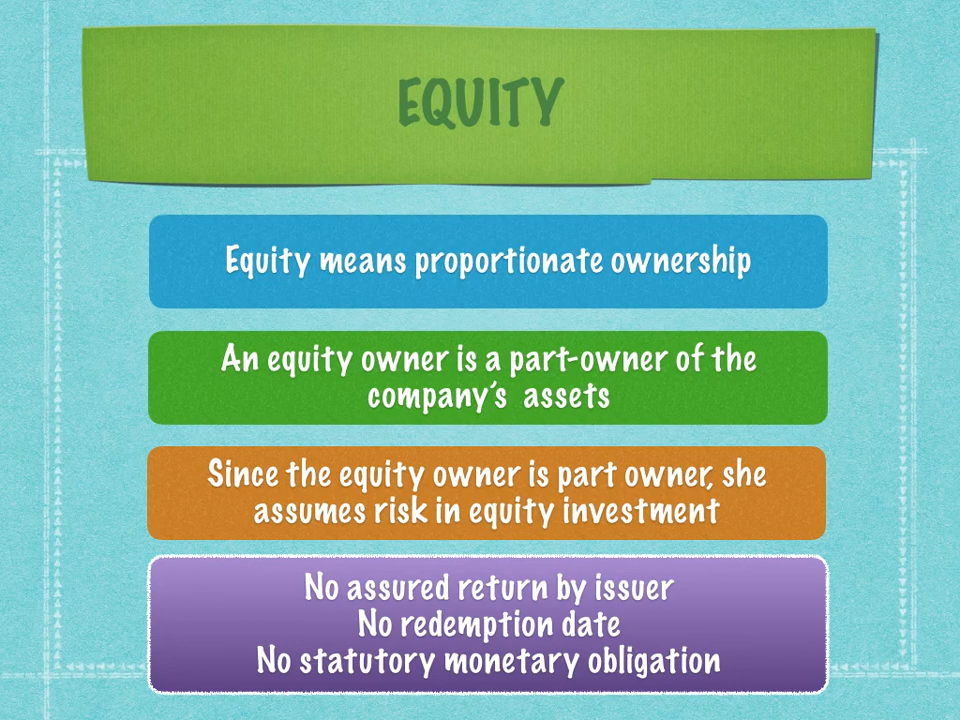 EQUITY
Equity means proportionate ownership
An equity owner is a part-owner of the
company’s  assets
Since the equity owner is part owner, she
assumes risk in equity investment
No assured return by issuer
No redemption date
No statutory monetary obligation